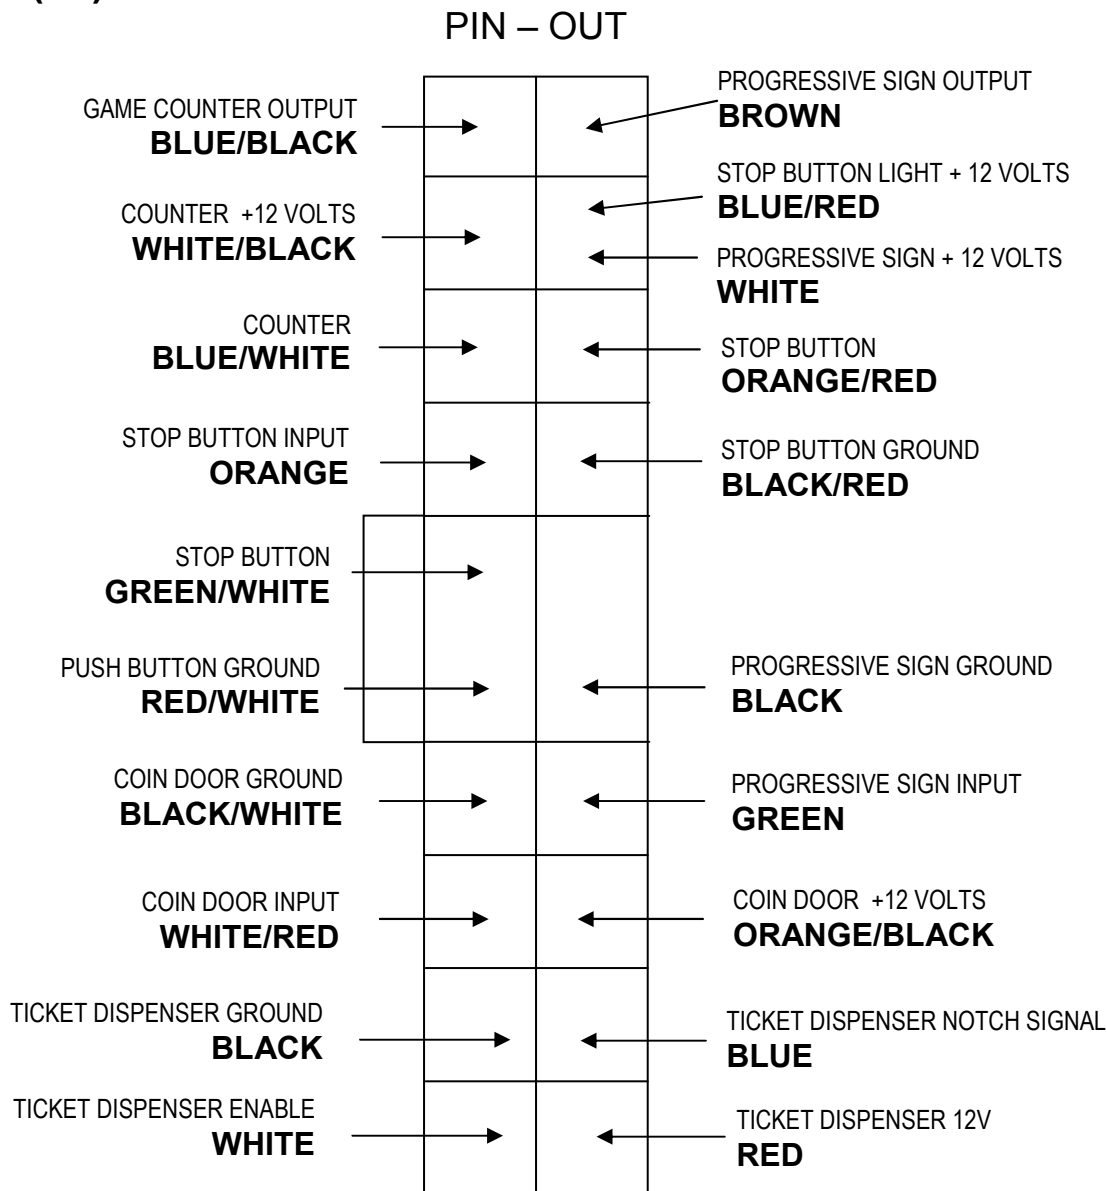 PIN – OUT
GAME COUNTER OUTPUT
BLUE/BLACK
PROGRESSIVE SIGN OUTPUT
BROWN
COUNTER +12 VOLTS
WHITE/BLACK
STOP BUTTON LIGHT + 12 VOLTS
BLUE/RED
PROGRESSIVE SIGN + 12 VOLTS
WHITE
COUNTER
BLUE/WHITE
STOP BUTTON
ORANGE/RED
STOP BUTTON INPUT
ORANGE
STOP BUTTON GROUND
BLACK/RED
STOP BUTTON
GREEN/WHITE
PUSH BUTTON GROUND
RED/WHITE
PROGRESSIVE SIGN GROUND
BLACK
COIN DOOR GROUND
BLACK/WHITE
PROGRESSIVE SIGN INPUT
GREEN
COIN DOOR INPUT
WHITE/RED
COIN DOOR +12 VOLTS
ORANGE/BLACK
TICKET DISPENSER GROUND
BLACK
TICKET DISPENSER NOTCH SIGNAL
BLUE
TICKET DISPENSER ENABLE
WHITE
TICKET DISPENSER 12V
RED